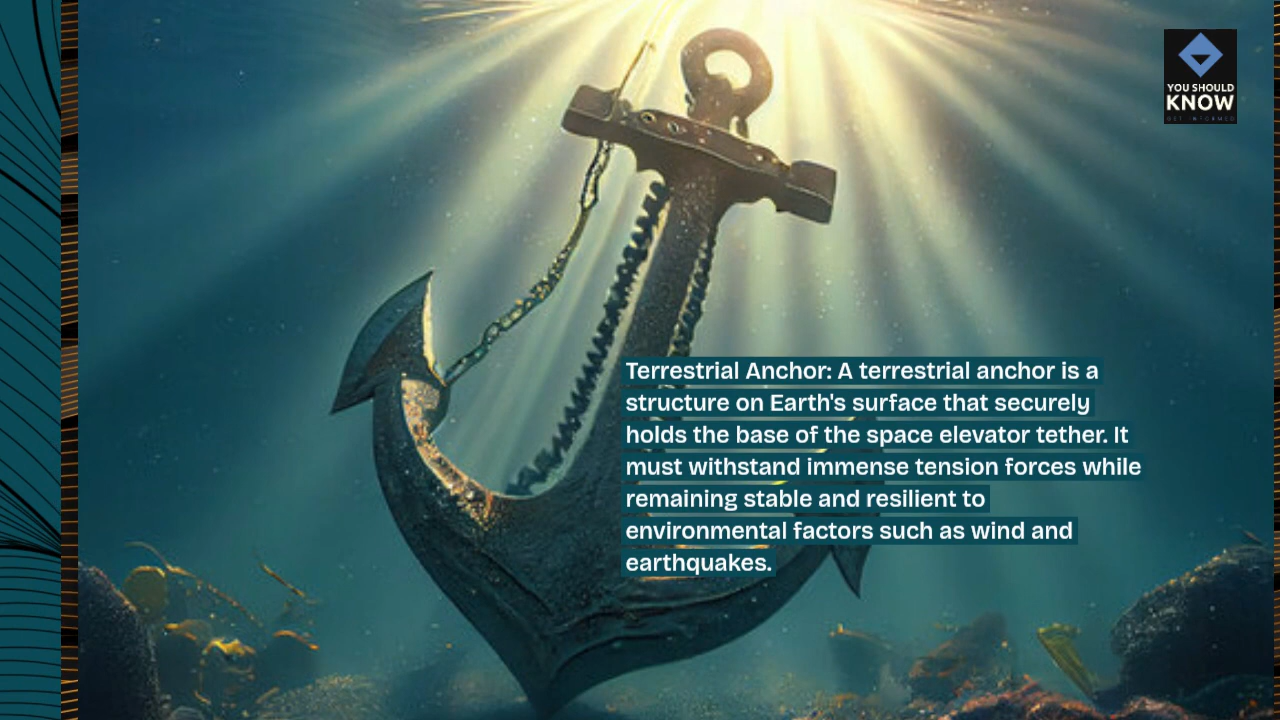 YOU SHOULD
KNOW
GET INFORMED
Terrestrial Anchor: A terrestrial anchor is a
structure on Earth's surface that securely
holds the base of the space elevator tether. It
must withstand immense tension forces while
remaining stable and resilient to
environmental factors such as wind and
earthquakes.